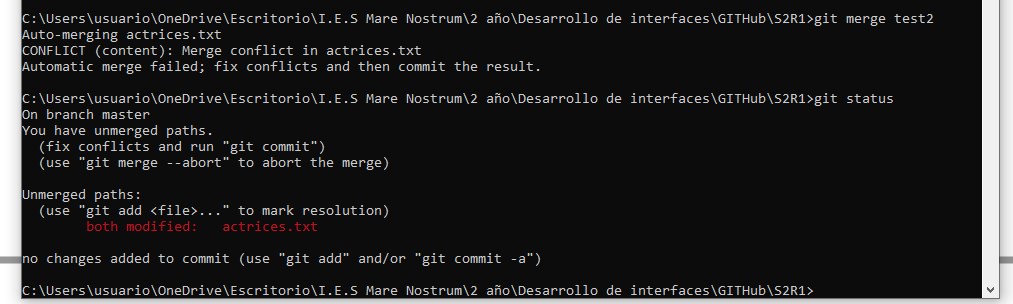 C:\Users\usuario\OneDrive\Escritorio\I.E.S Mare Nostrum\2 año\Desarrollo de interfaces\GITHub\S2R1>git merge test2
Auto-merging actrices.txt
CONFLICT (content): Merge conflict in actrices.txt
Automatic merge failed; fix conflicts and then commit the result.
C:\Users\usuario\OneDrive\Escritorio\I.E.S Mare Nostrum\2 año\Desarrollo de interfaces\GITHub\S2R1>git status
On branch master
You have unmerged paths.
  (fix conflicts and run "git commit")
  (use "git merge --abort" to abort the merge)
Unmerged paths:
  (use "git add <file>..." to mark resolution)
        both modified:   actrices.txt
no changes added to commit (use "git add" and/or "git commit -a")
C:\Users\usuario\OneDrive\Escritorio\I.E.S Mare Nostrum\2 año\Desarrollo de interfaces\GITHub\S2R1>